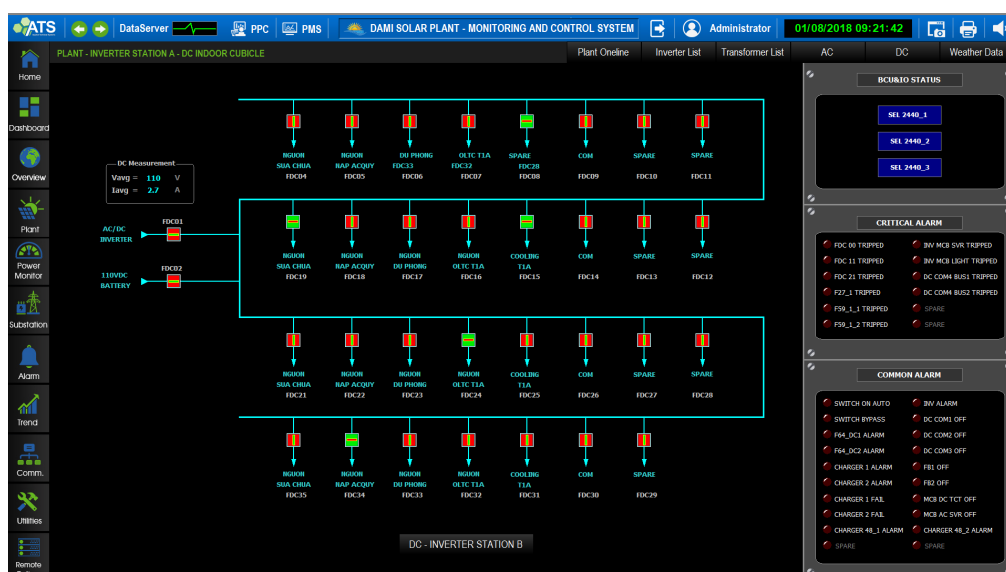 ATS
DataServer
PPC
PMS
DAMI SOLAR PLANT - MONITORING AND CONTROL SYSTEM
Administrator
01/08/2018 09:21:42
PLANT - INVERTER STATION A - DC INDOOR CUBICLE
Plant Oneline
Inverter List
Transformer List
AC
DC
Weather Data
Home
Dashboard
Overview
Plant
Power
Monitor
Substation
Alarm
Trend
Comm.
Utilities
Remote
DC Measurement
Vavg = 110 V
Iavg = 2.7 A
AC/DC
INVERTER
FDC01
110VDC
BATTERY
FDC02
NGUON
SUA CHUA
FDC04
NGUON
NAP ACQUY
FDC05
DU PHONG
FDC33
FDC06
OLTC T1A
FDC32
FDC07
SPARE
FDC28
FDC08
COM
FDC09
SPARE
FDC10
SPARE
FDC11
NGUON
SUA CHUA
FDC19
NGUON
NAP ACQUY
FDC18
NGUON
DU PHONG
FDC17
NGUON
OLTC T1A
FDC16
COOLING
T1A
FDC15
COM
FDC14
SPARE
FDC13
SPARE
FDC12
NGUON
SUA CHUA
FDC21
NGUON
NAP ACQUY
FDC22
NGUON
DU PHONG
FDC23
NGUON
OLTC T1A
FDC24
COOLING
T1A
FDC25
COM
FDC26
SPARE
FDC27
SPARE
FDC28
NGUON
SUA CHUA
FDC35
NGUON
NAP ACQUY
FDC34
NGUON
DU PHONG
FDC33
NGUON
OLTC T1A
FDC32
COOLING
T1A
FDC31
COM
FDC30
SPARE
FDC29
DC - INVERTER STATION B
BCU&IO STATUS
SEL 2440_1
SEL 2440_2
SEL 2440_3
CRITICAL ALARM
FDC 00 TRIPPED
INV MCB SVR TRIPPED
FDC 11 TRIPPED
INV MCB LIGHT TRIPPED
FDC 21 TRIPPED
DC COM4 BUS1 TRIPPED
F27_1 TRIPPED
DC COM4 BUS2 TRIPPED
F59_1_1 TRIPPED
SPARE
F59_1_2 TRIPPED
SPARE
COMMON ALARM
SWITCH ON AUTO
INV ALARM
SWITCH BYPASS
DC COM1 OFF
F64_DC1 ALARM
DC COM2 OFF
F64_DC2 ALARM
DC COM3 OFF
CHARGER 1 ALARM
FB1 OFF
CHARGER 2 ALARM
FB2 OFF
CHARGER 1 FAIL
MCB DC TCT OFF
CHARGER 2 FAIL
MCB AC SVR OFF
CHARGER 48_1 ALARM
CHARGER 48_2 ALARM
SPARE
SPARE